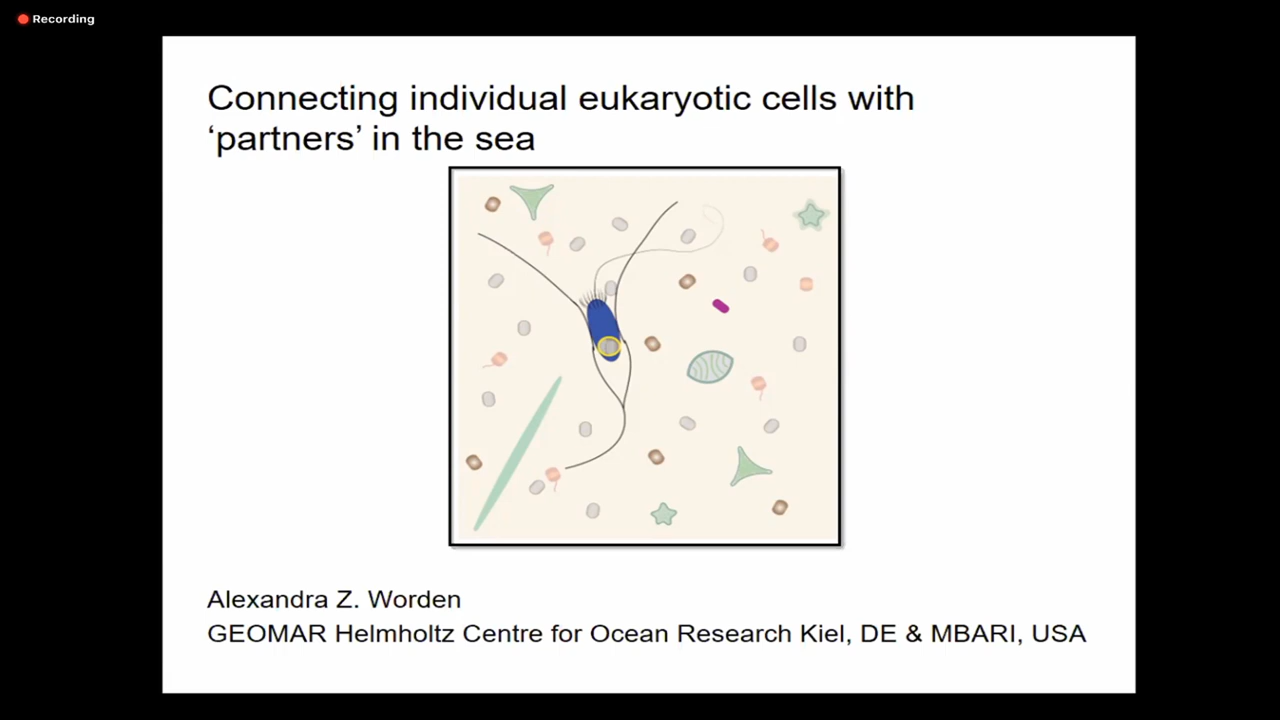 Recording
Connecting individual eukaryotic cells with
‘partners’ in the sea
Alexandra Z. Worden
GEOMAR Helmholtz Centre for Ocean Research Kiel, DE & MBARI, USA